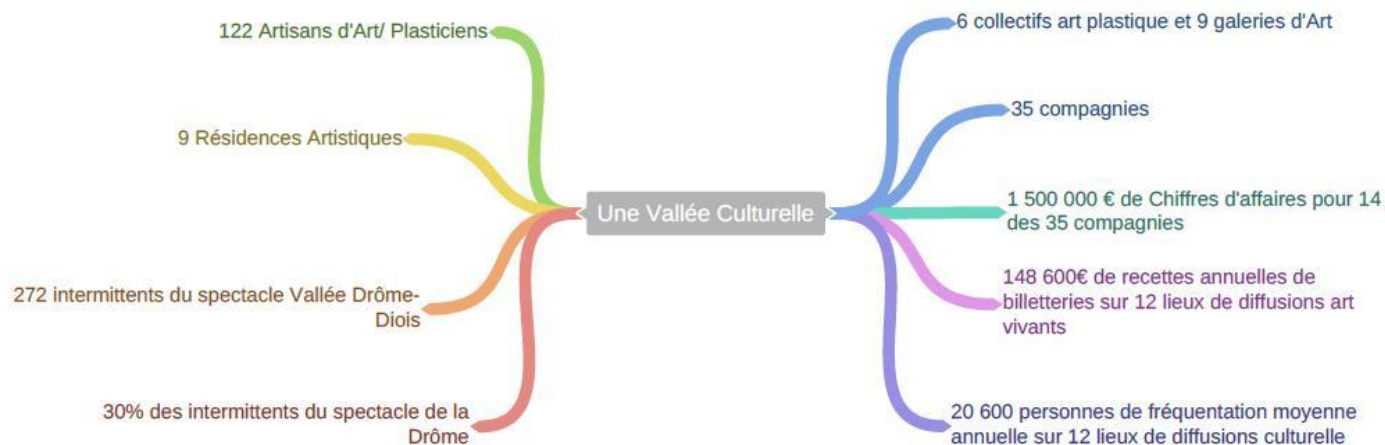 122 Artisans d'Art/ Plasticiens
9 Résidences Artistiques
272 intermittents du spectacle Vallée Drôme-
Diois
30% des intermittents du spectacle de la
Drôme
Une Vallée Culturelle
6 collectifs art plastique et 9 galeries d'Art
35 compagnies
1 500 000 € de Chiffres d'affaires pour 14
des 35 compagnies
148 600€ de recettes annuelles de
billetteries sur 12 lieux de diffusions art
vivants
20 600 personnes de fréquentation moyenne
annuelle sur 12 lieux de diffusions culturelle